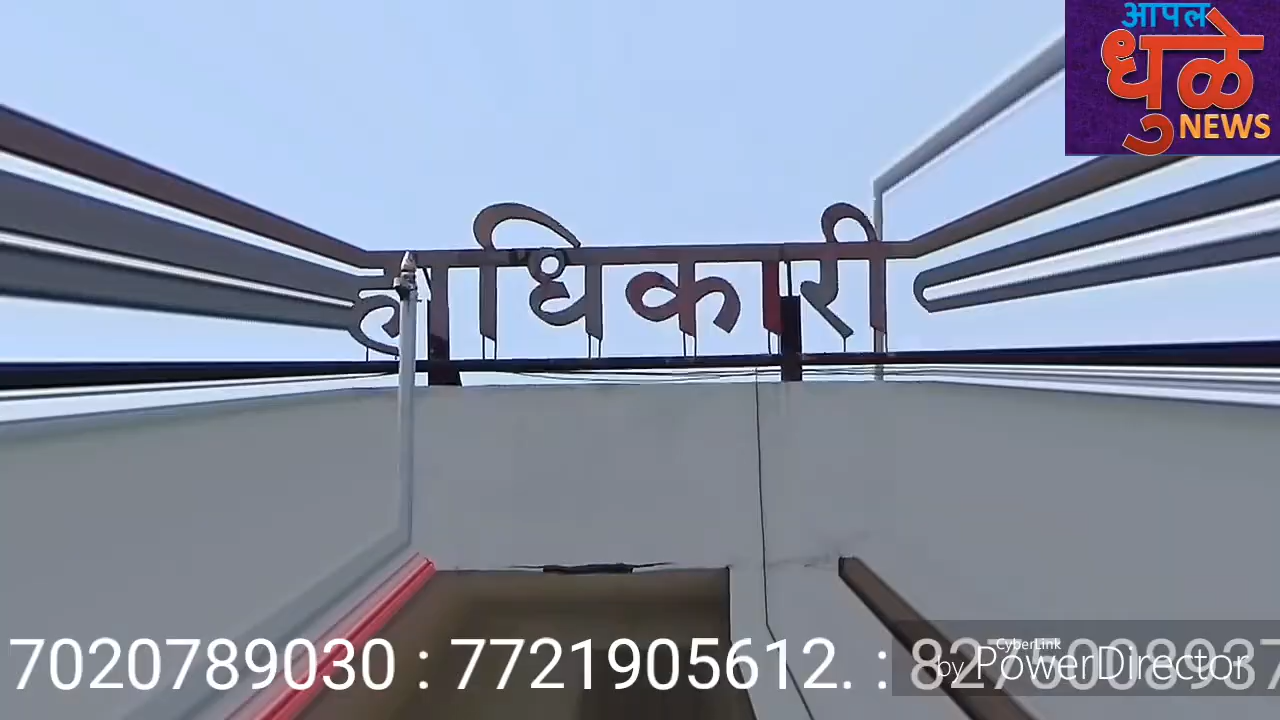 आपल
धुळे
NEWS
हाधिकारी
7020789030 : 7721905612. :
CyberLink
by PowerDirector